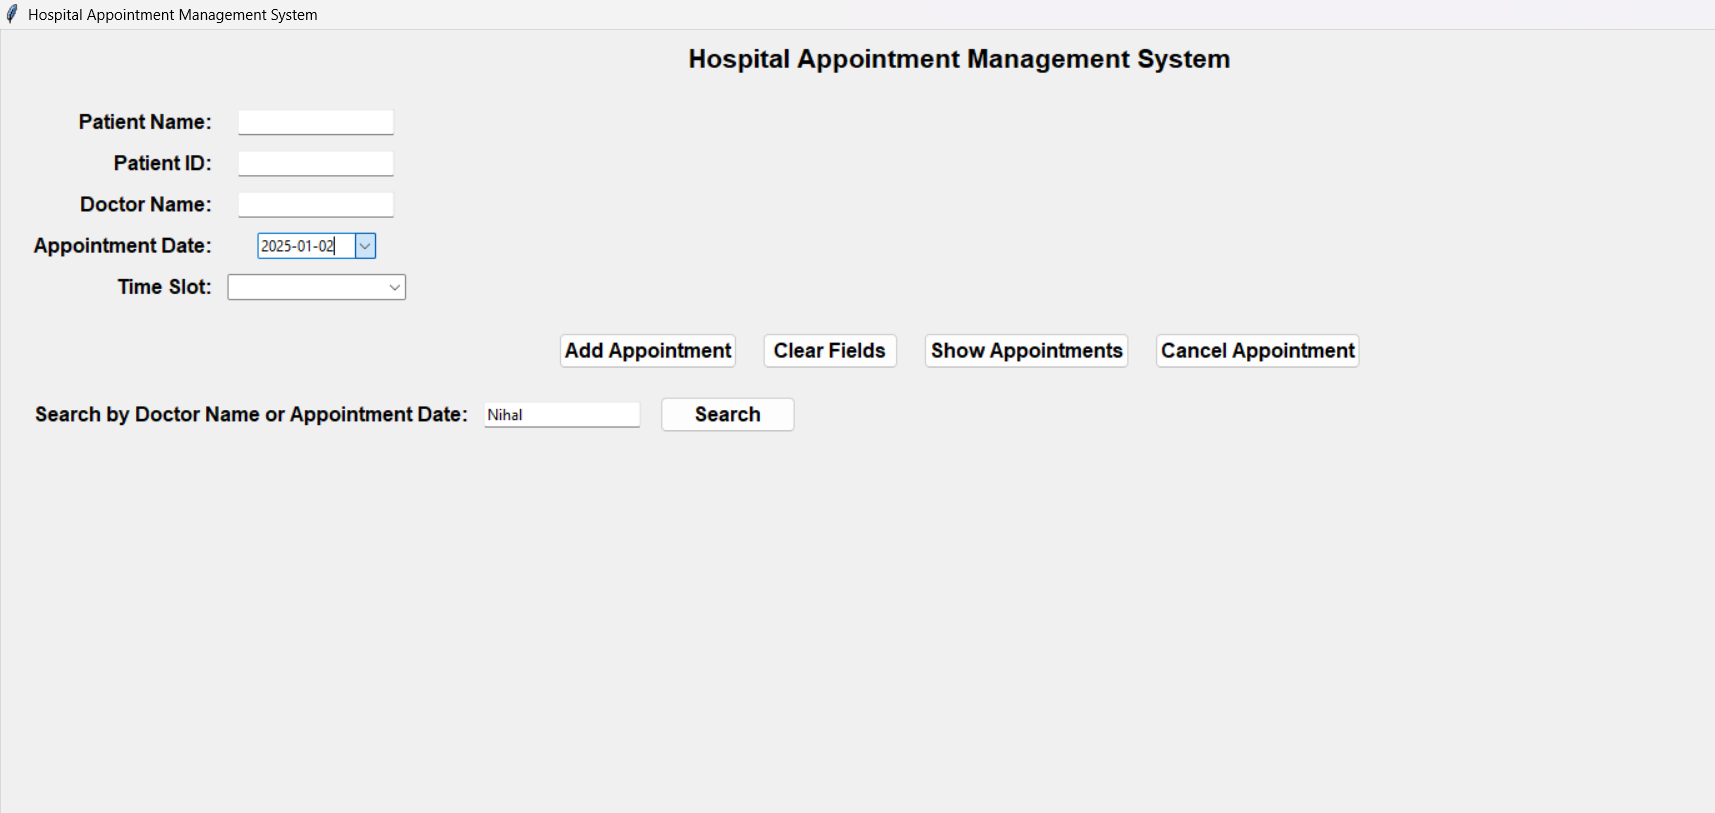 Hospital Appointment Management System
Hospital Appointment Management System
Patient Name:
Patient ID:
Doctor Name:
Appointment Date: 2025-01-02
Time Slot:
Add Appointment Clear Fields Show Appointments Cancel Appointment
Search by Doctor Name or Appointment Date: Nihal Search